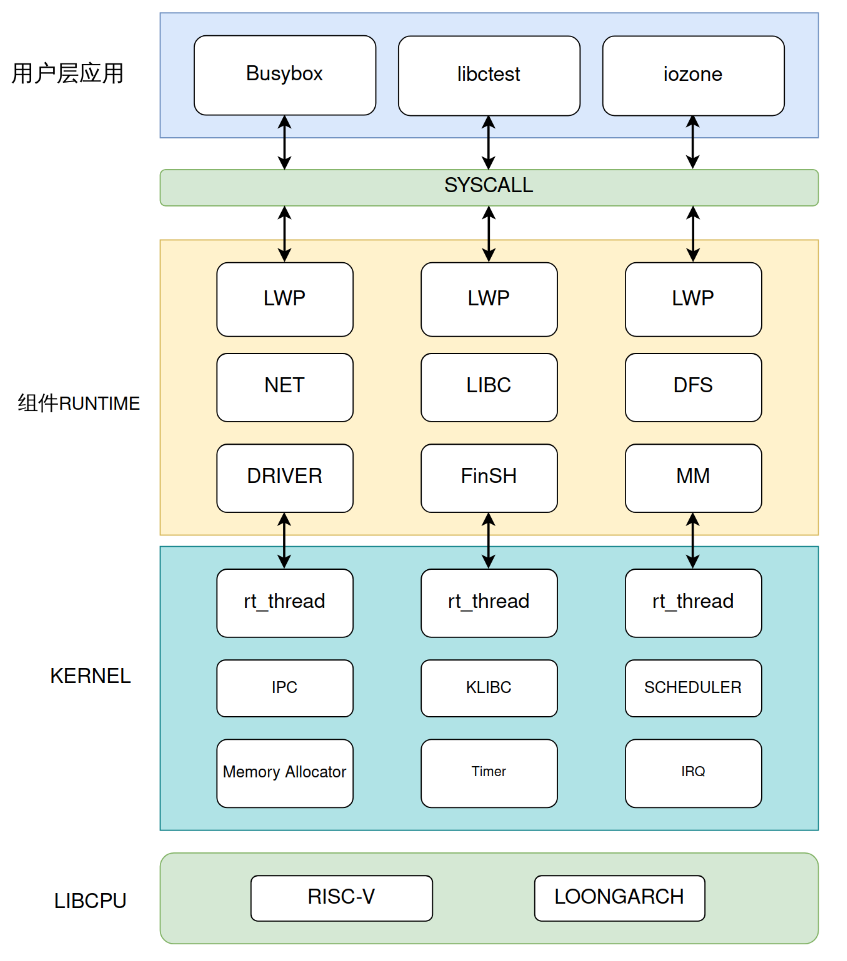 用户层应用
Busybox
libctest
iozone
SYSCALL
组件RUNTIME
LWP
LWP
LWP
NET
LIBC
DFS
DRIVER
FinSH
MM
KERNEL
rt_thread
rt_thread
rt_thread
IPC
KLIBC
SCHEDULER
Memory Allocator
Timer
IRQ
LIBCPU
RISC-V
LOONGARCH